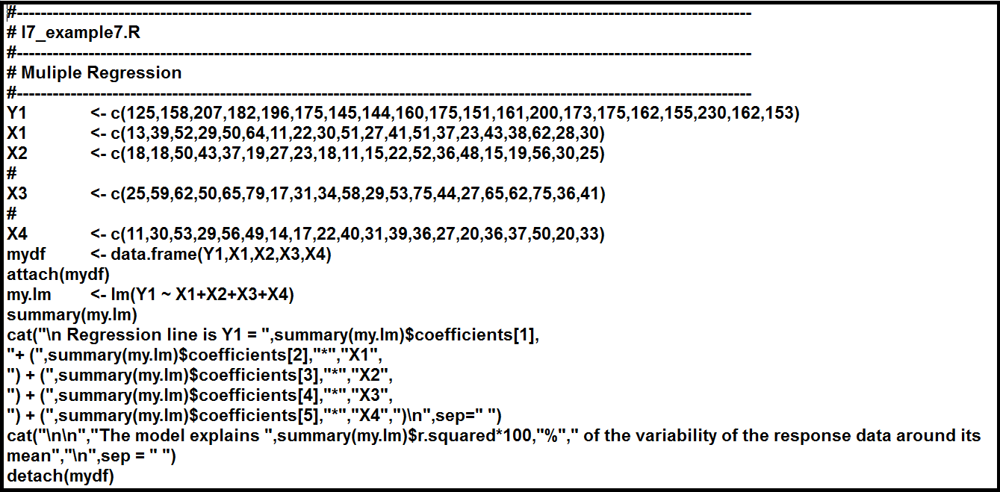 #---------------------------------------------------------------------------------------------------------------------------
# l7_example7.R
#---------------------------------------------------------------------------------------------------------------------------
# Muliple Regression
#---------------------------------------------------------------------------------------------------------------------------
Y1 <- c(125,158,207,182,196,175,145,144,160,175,151,161,200,173,175,162,155,230,162,153)
X1 <- c(13,39,52,29,50,64,11,22,30,51,27,41,51,37,23,43,38,62,28,30)
X2 <- c(18,18,50,43,37,19,27,23,18,11,15,22,52,36,48,15,19,56,30,25)
#
X3 <- c(25,59,62,50,65,79,17,31,34,58,29,53,75,44,27,65,62,75,36,41)
#
X4 <- c(11,30,53,29,56,49,14,17,22,40,31,39,36,27,20,36,37,50,20,33)
mydf <- data.frame(Y1,X1,X2,X3,X4)
attach(mydf)
my.lm <- lm(Y1 ~ X1+X2+X3+X4)
summary(my.lm)
cat("\n Regression line is Y1 = ",summary(my.lm)$coefficients[1],
"+ (",summary(my.lm)$coefficients[2],"*","X1",
") + (",summary(my.lm)$coefficients[3],"*","X2",
") + (",summary(my.lm)$coefficients[4],"*","X3",
") + (",summary(my.lm)$coefficients[5],"*","X4",")\n",sep=" ")
cat("\n\n","The model explains ",summary(my.lm)$r.squared*100,"%"," of the variability of the response data around its
mean","\n",sep = " ")
detach(mydf)